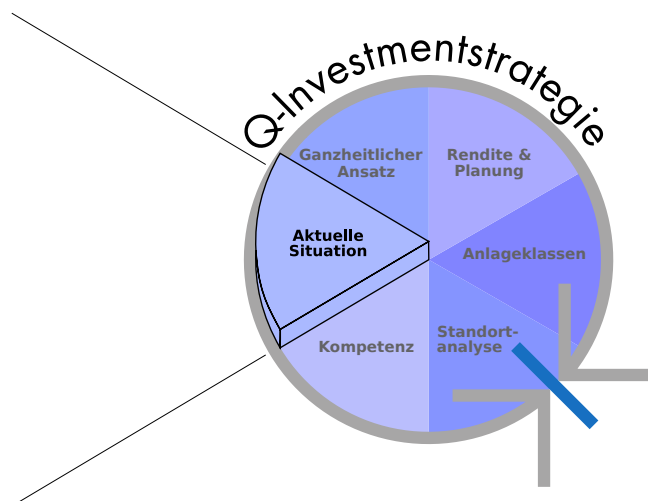 Q-Investmentstrategie
Ganzheitlicher
Ansatz
Rendite &
Planung
Aktuelle
Situation
Anlageklassen
Kompetenz
Standort-
analyse